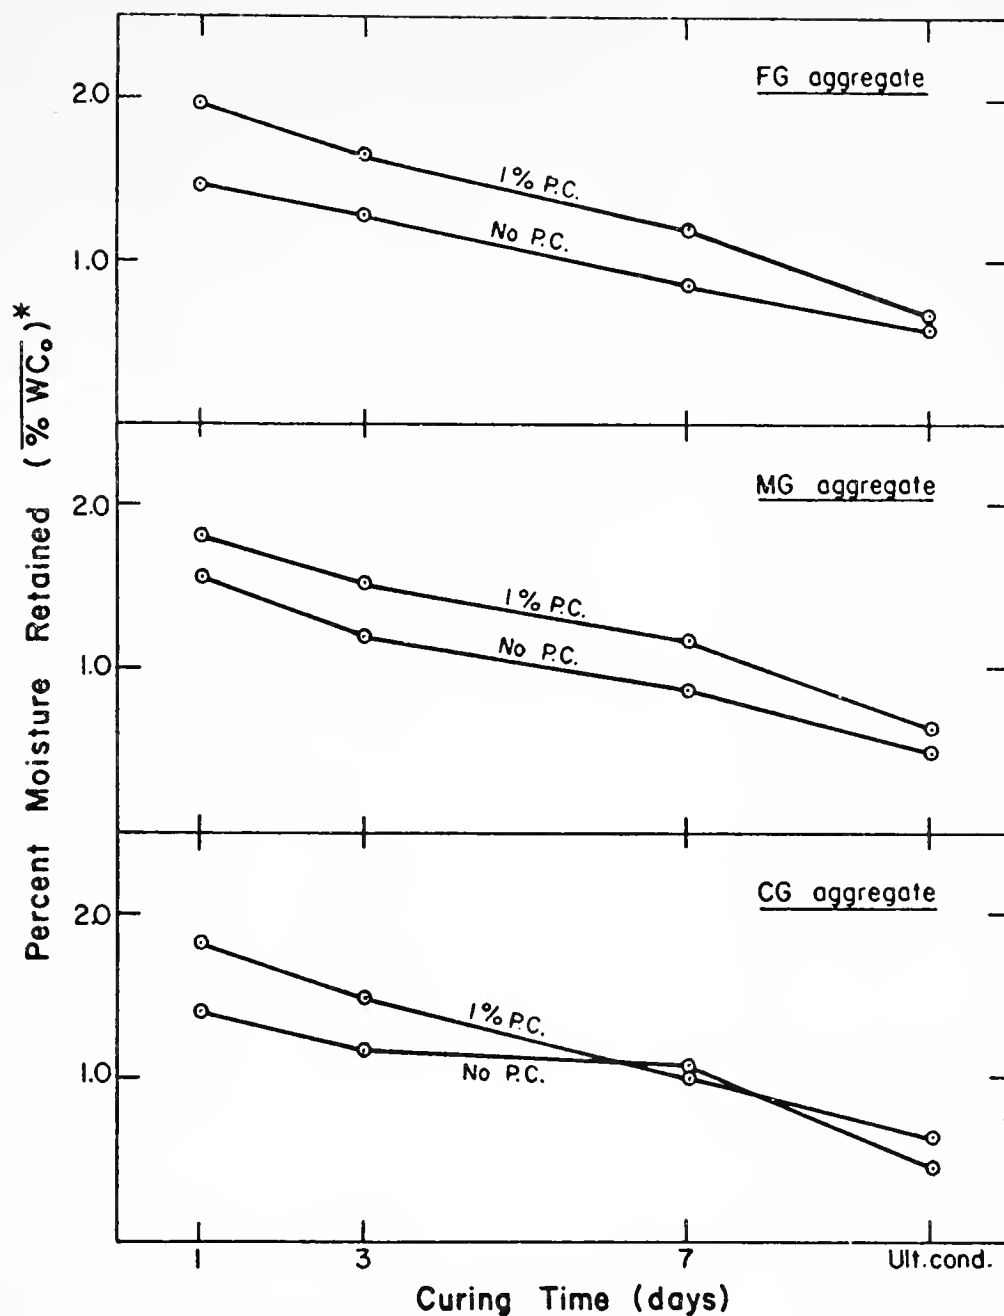 FG aggregate
2.0
1% P.C.
No P.C.
1.0
MG aggregate
2.0
1% P.C.
No P.C.
1.0
CG aggregate
2.0
1% P.C.
No P.C.
1.0
Percent Moisture Retained (% WC₀)*
1 3 7 Ult.cond.
Curing Time (days)